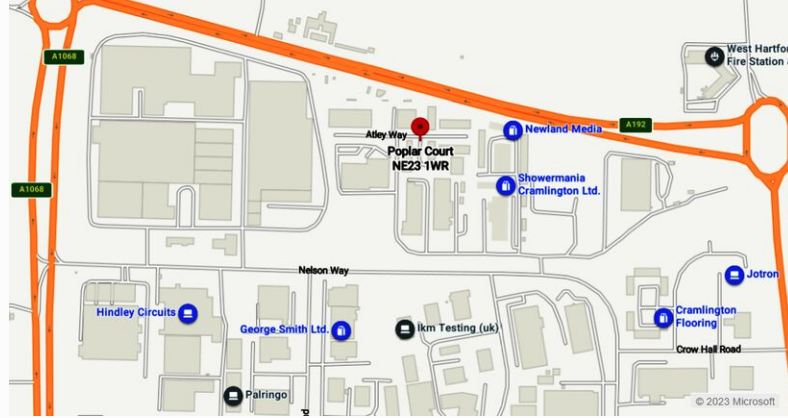 A1068
West Hartfo
Fire Station
A192
Newland Media
Atley Way
Poplar Court
NE23 1WR
Showermania
Cramlington Ltd.
A1068
Nelson Way
Jotron
Hindley Circuits
George Smith Ltd.
Ikm Testing (uk)
Cramlington
Flooring
Crow Hall Road
Palringo
© 2023 Microsoft